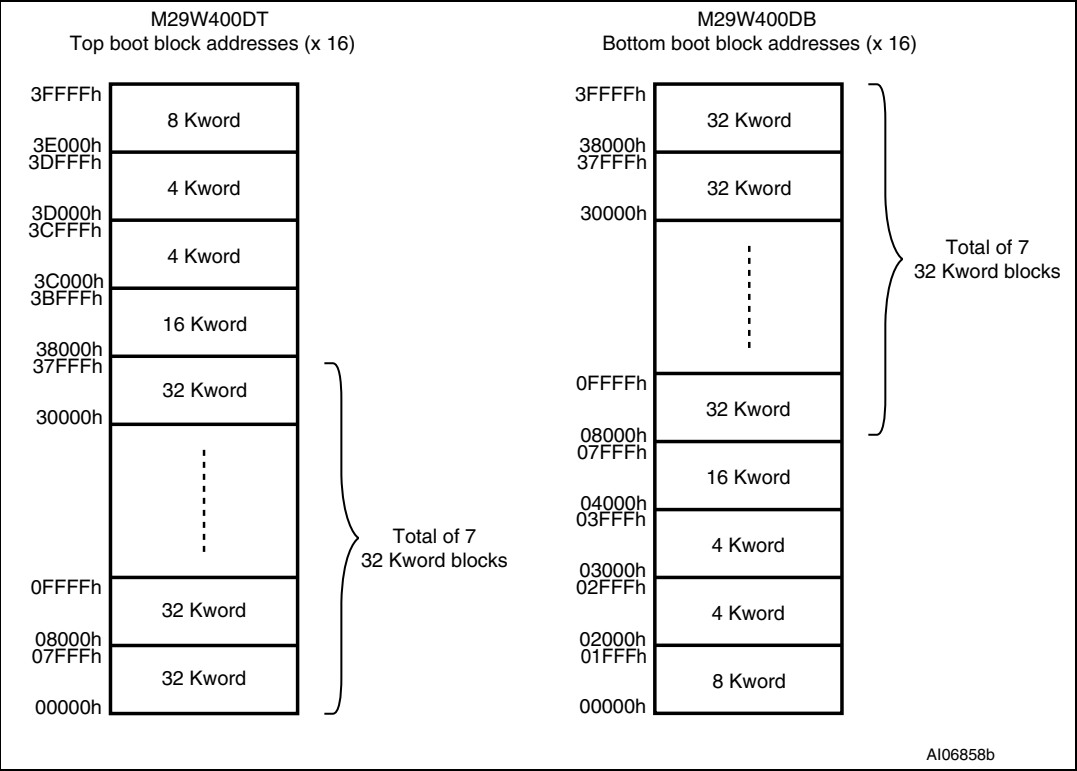 M29W400DT
Top boot block addresses (x 16)
3FFFFh
8 Kword
3E000h
3DFFFh
4 Kword
3D000h
3CFFFh
4 Kword
3C000h
3BFFFh
16 Kword
38000h
37FFFh
32 Kword
30000h
Total of 7
32 Kword blocks
0FFFFh
32 Kword
08000h
07FFFh
32 Kword
00000h
M29W400DB
Bottom boot block addresses (x 16)
3FFFFh
32 Kword
38000h
37FFFh
32 Kword
30000h
Total of 7
32 Kword blocks
0FFFFh
32 Kword
08000h
07FFFh
16 Kword
04000h
03FFFh
4 Kword
03000h
02FFFh
4 Kword
02000h
01FFFh
8 Kword
00000h
AI06858b